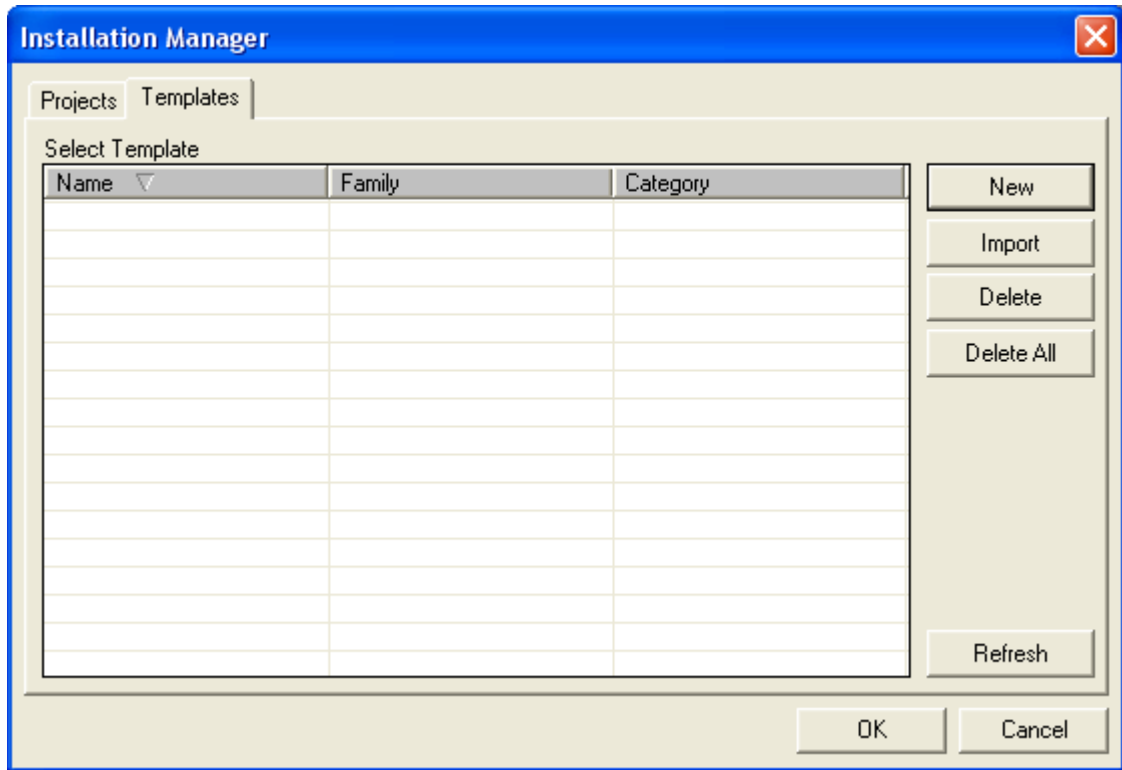 Installation Manager
Projects Templates
Select Template
Name Family Category
New
Import
Delete
Delete All
Refresh
OK Cancel